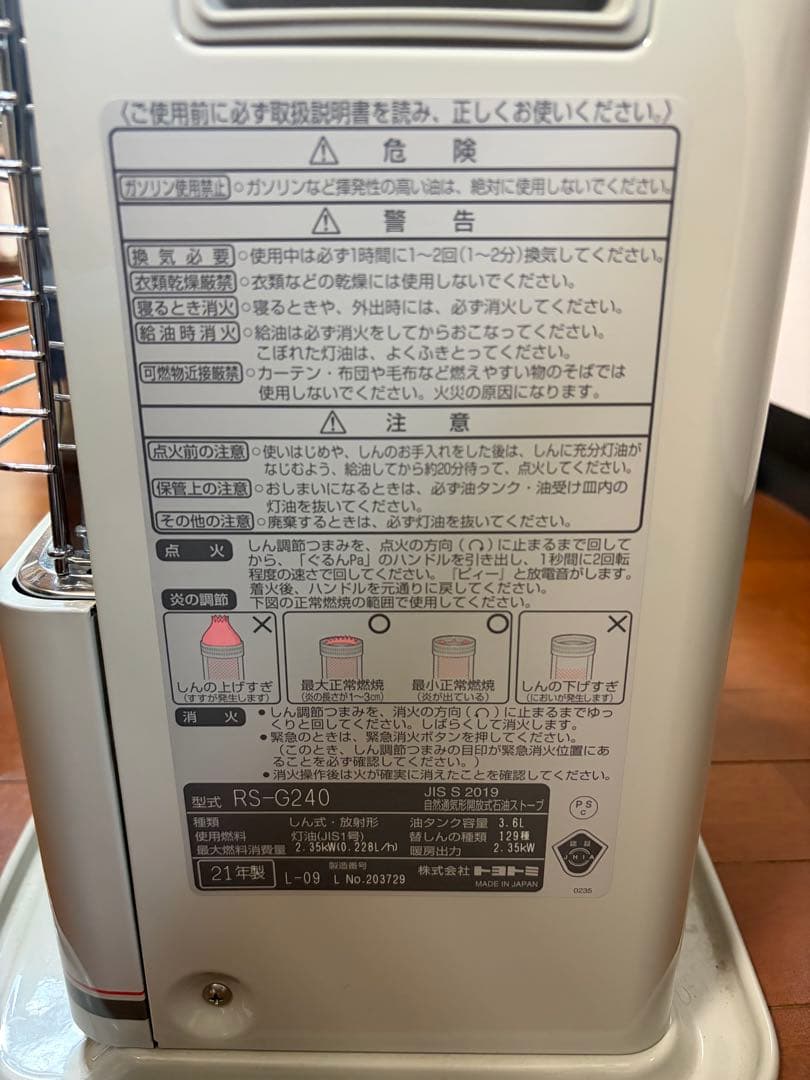 〈ご使用前に必ず取扱説明書を読み、正しくお使いください。〉
⚠ 危険
ガソリン使用禁止 ○ガソリンなど揮発性の高い油は、絶対に使用しないでください。
⚠ 警告
換気必要 ○使用中は必ず1時間に1〜2回(1〜2分)換気してください。
衣類乾燥厳禁 ○衣類などの乾燥には使用しないでください。
寝るとき消火 ○寝るときや、外出時には、必ず消火してください。
給油時消火 ○給油は必ず消火をしてからおこなってください。
こぼれた灯油は、よくふきとってください。
可燃物近接厳禁 ○カーテン・布団や毛布など燃えやすい物のそばでは
使用しないでください。火災の原因になります。
⚠ 注意
点火前の注意 ○使いはじめや、しんのお手入れをした後は、しんに充分灯油が
なじむよう、給油してから約20分待って、点火してください。
保管上の注意 ○おしまいになるときは、必ず油タンク・油受け皿内の
灯油を抜いてください。
その他の注意 ○廃棄するときは、必ず灯油を抜いてください。
点火 しん調節つまみを、点火の方向( )に止まるまで回して
から、「ぐるんPa」のハンドルを引き出し、1秒間に2回転
程度の速さで回してください。『ピィー』と放電音がします。
着火後、ハンドルを元通りに戻してください。
炎の調節 下図の正常燃焼の範囲で使用してください。
× ○ ○ ×
しんの上げすぎ 最大正常燃焼 最小正常燃焼 しんの下げすぎ
(すすが発生します) (炎の長さが1〜3cm) (炎が出ている) (においが発生します)
消火 ●しん調節つまみを、消火の方向( )に止まるまでゆっ
くりと回してください。しばらくして消火します。
●緊急のときは、緊急消火ボタンを押してください。
(このとき、しん調節つまみの目印が緊急消火位置にあ
ることを必ず確認してください。)
●消火操作後は火が確実に消えたことを確認してください。
型式 RS-G240 JIS S 2019
自然通気形開放式石油ストーブ
種類 しん式・放射形 油タンク容量 3.6L
使用燃料 灯油(JIS1号) 替しんの種類 129種
最大燃料消費量 2.35kW(0.228L/h) 暖房出力 2.35kW
21年製 L-09 製造番号 L No.203729 株式会社トヨトミ
MADE IN JAPAN
PS
C
認証
JHIA
0235